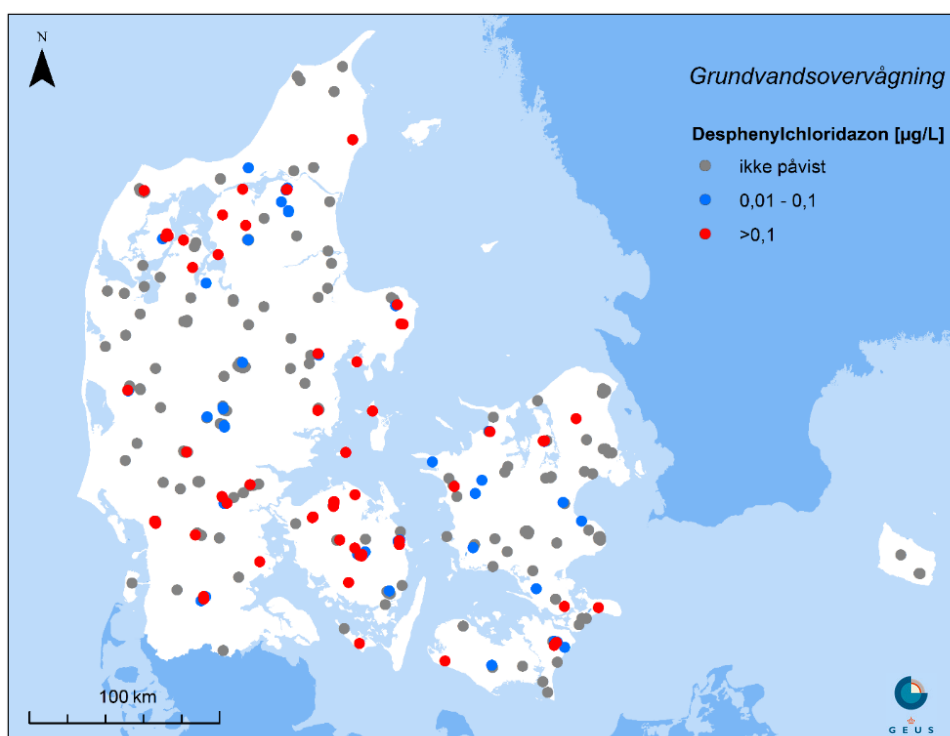 N
Grundvandsovervågning
Desphenylchloridazon [µg/L]
ikke påvist
0,01 - 0,1
>0,1
100 km
GEUS